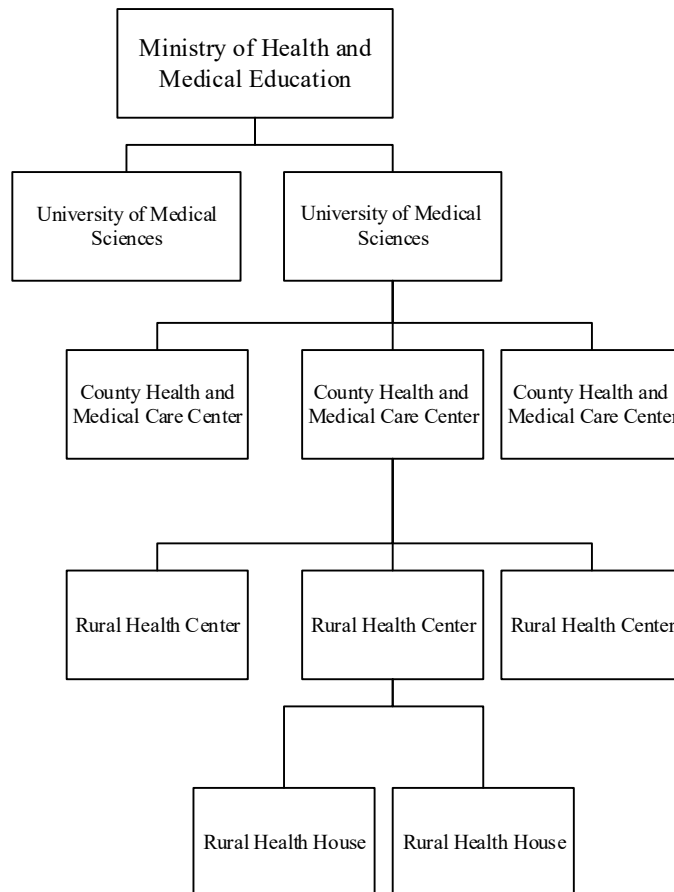 Ministry of Health and
Medical Education
University of Medical
Sciences
University of Medical
Sciences
County Health and
Medical Care Center
County Health and
Medical Care Center
County Health and
Medical Care Center
Rural Health Center
Rural Health Center
Rural Health Center
Rural Health House
Rural Health House